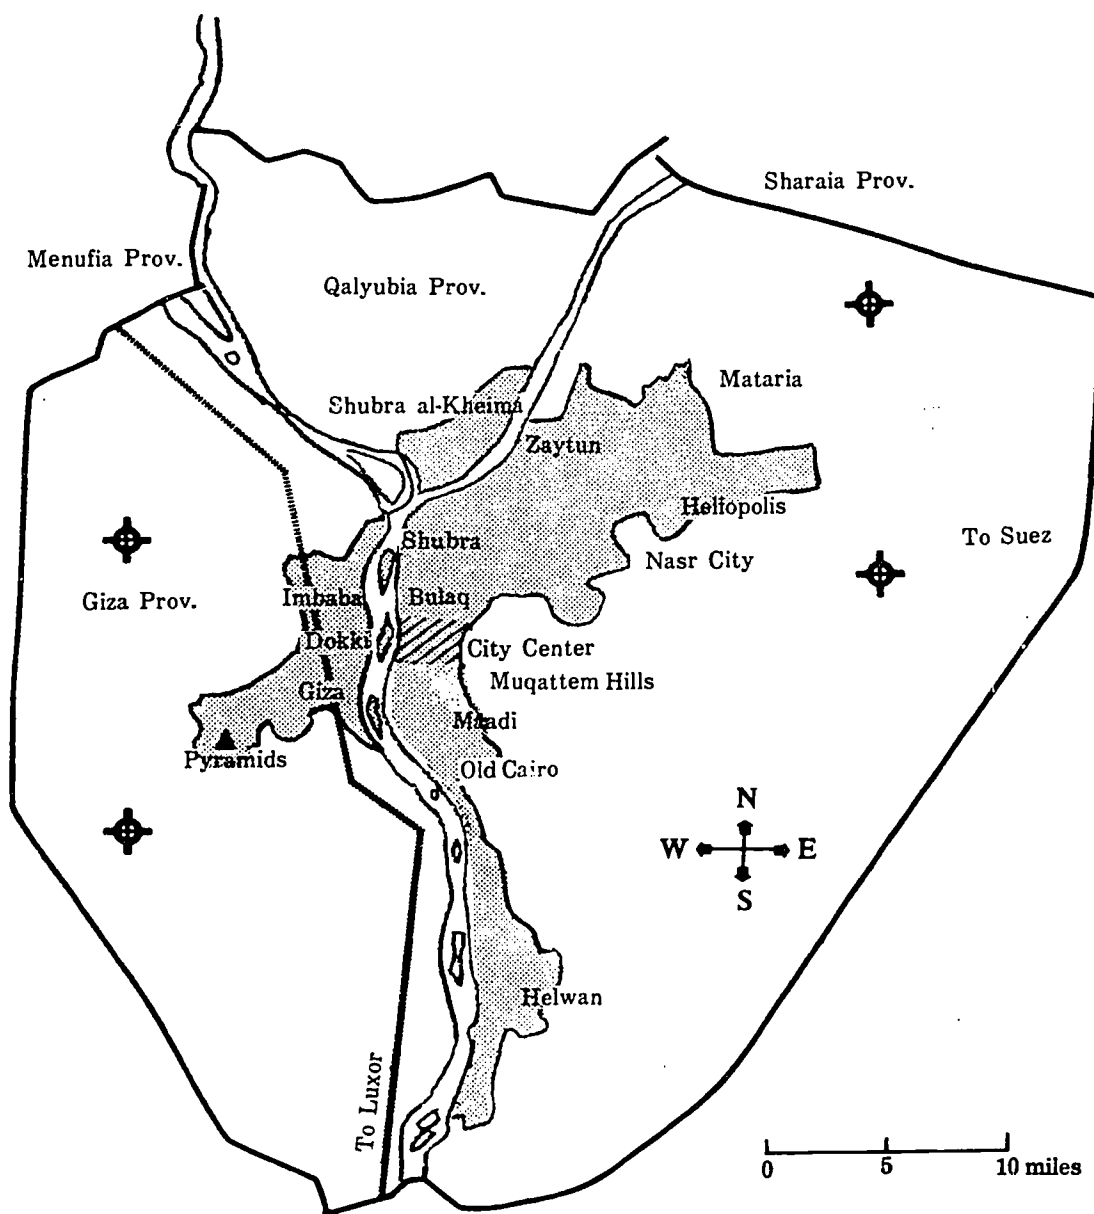 Sharaia Prov.
Menufia Prov.
Qalyubia Prov.
Mataria
Shubra al-Kheima
Zaytun
Heliopolis
To Suez
Shubra
Nasr City
Giza Prov.
Imbaba
Bulaq
Dokki
City Center
Muqattem Hills
Giza
Maadi
Pyramids
Old Cairo
N
W
E
S
Helwan
To Luxor
0
5
10 miles